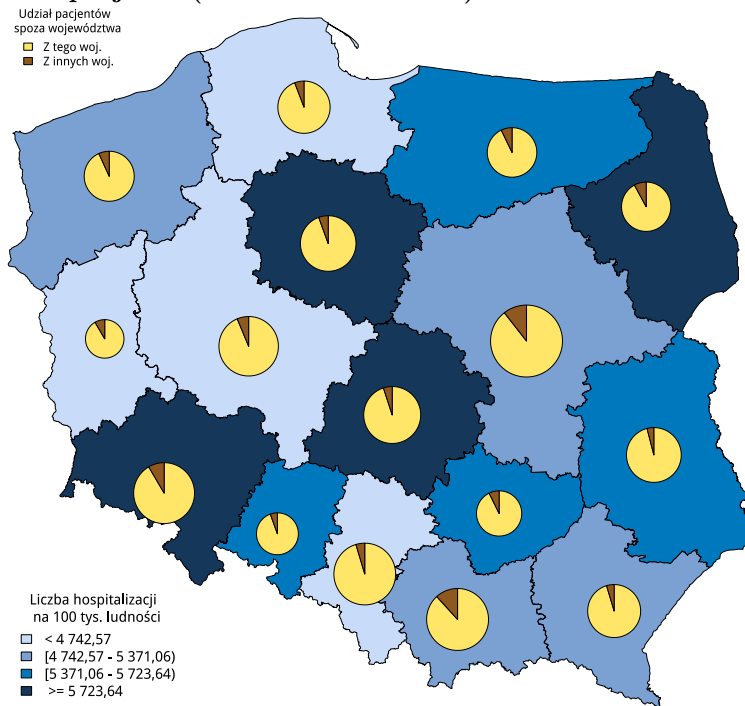 Udział pacjentów
spoza województwa
Z tego woj.
Z innych woj.
Liczba hospitalizacji
na 100 tys. ludności
< 4 742,57
[4 742,57 - 5 371,06)
[5 371,06 - 5 723,64)
>= 5 723,64